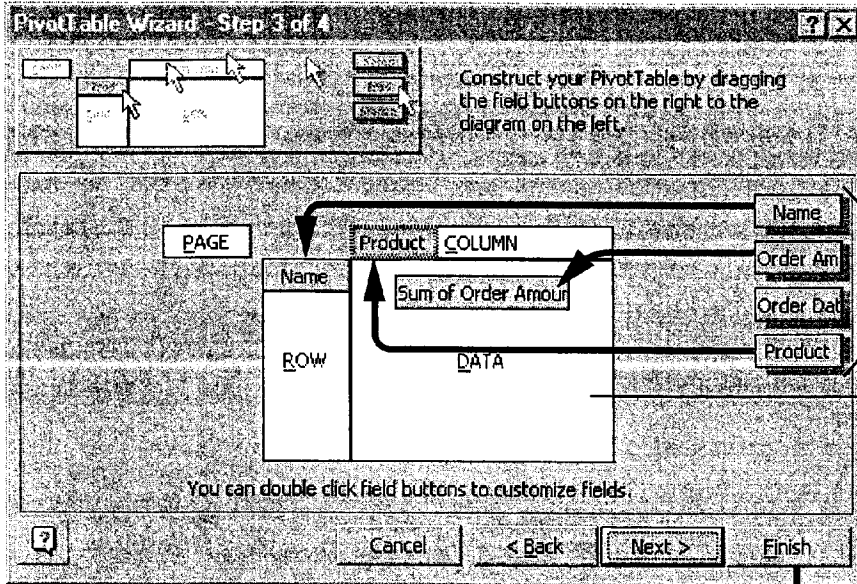 PivotTable Wizard - Step 3 of 4
Construct your PivotTable by dragging
the field buttons on the right to the
diagram on the left.
Name
PAGE
Product
COLUMN
Order Am
Name
Sum of Order Amour
Order Dat
Product
ROW
DATA
You can double click field buttons to customize fields.
Cancel
< Back
Next >
Finish